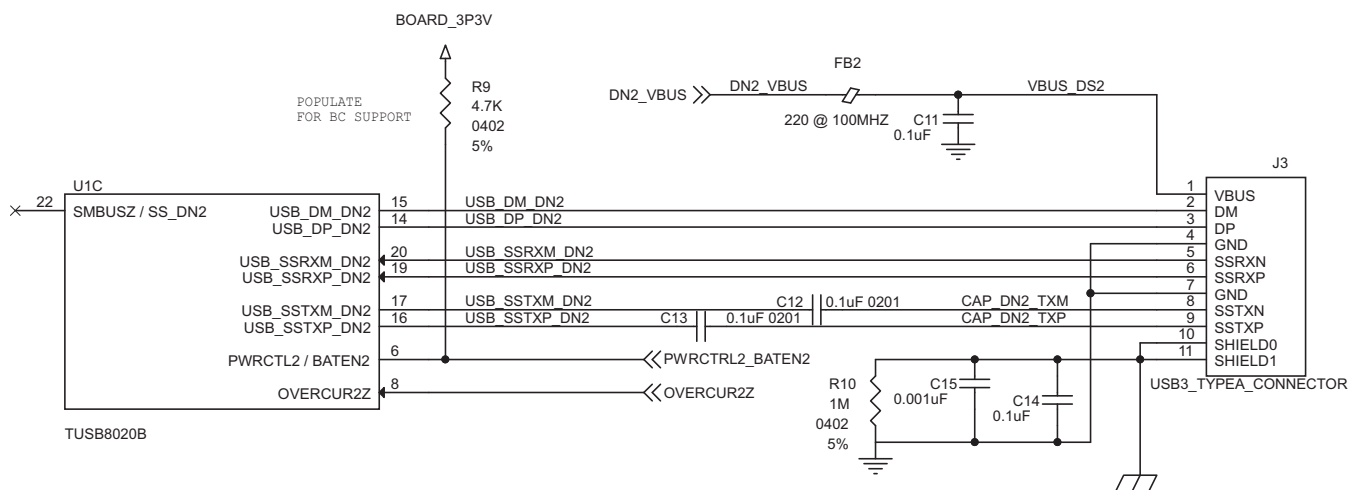 BOARD_3P3V
FB2
R9
4.7K
0402
5%
POPULATE
FOR BC SUPPORT
DN2_VBUS
DN2_VBUS
VBUS_DS2
220 @ 100MHZ
C11
0.1uF
J3
U1C
22
SMBUSZ / SS_DN2
USB_DM_DN2
15
USB_DM_DN2
1
VBUS
2
DM
USB_DP_DN2
14
USB_DP_DN2
3
DP
4
GND
USB_SSRXM_DN2
20
USB_SSRXM_DN2
5
SSRXN
USB_SSRXP_DN2
19
USB_SSRXP_DN2
6
SSRXP
7
GND
USB_SSTXM_DN2
17
USB_SSTXM_DN2
C12
0.1uF 0201
CAP_DN2_TXM
8
SSTXN
USB_SSTXP_DN2
16
USB_SSTXP_DN2
C13
0.1uF 0201
CAP_DN2_TXP
9
SSTXP
10
SHIELD0
PWRCTL2 / BATEN2
6
PWRCTRL2_BATEN2
11
SHIELD1
OVERCUR2Z
8
OVERCUR2Z
USB3_TYPEA_CONNECTOR
R10
1M
0402
5%
C15
0.001uF
C14
0.1uF
TUSB8020B